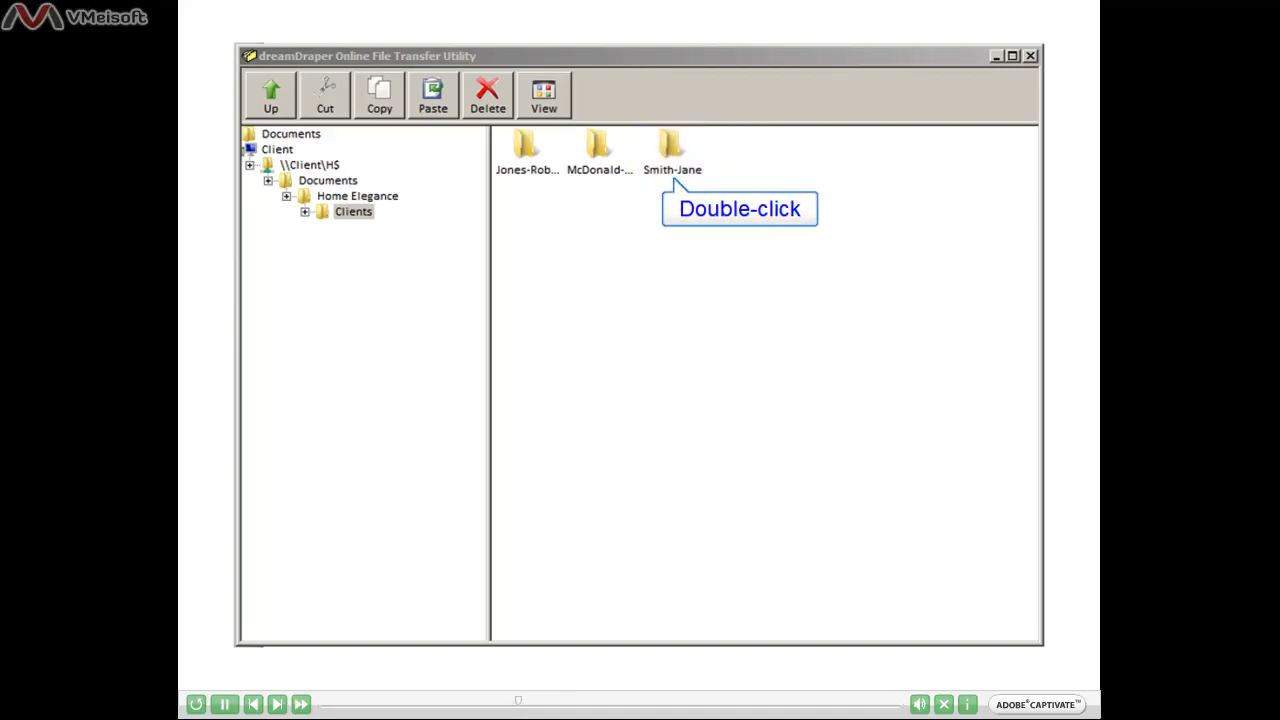 VMeisoft
dreamDraper Online File Transfer Utility
Up
Cut
Copy
Paste
Delete
View
Documents
Client
\\Client\H$
Documents
Home Elegance
Clients
Jones-Rob...
McDonald-...
Smith-Jane
Double-click
ADOBE® CAPTIVATE™